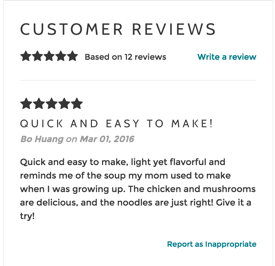 CUSTOMER REVIEWS
Based on 12 reviews Write a review
QUICK AND EASY TO MAKE!
Bo Huang on Mar 01, 2016
Quick and easy to make, light yet flavorful and
reminds me of the soup my mom used to make
when I was growing up. The chicken and mushrooms
are delicious, and the noodles are just right! Give it a
try!
Report as Inappropriate